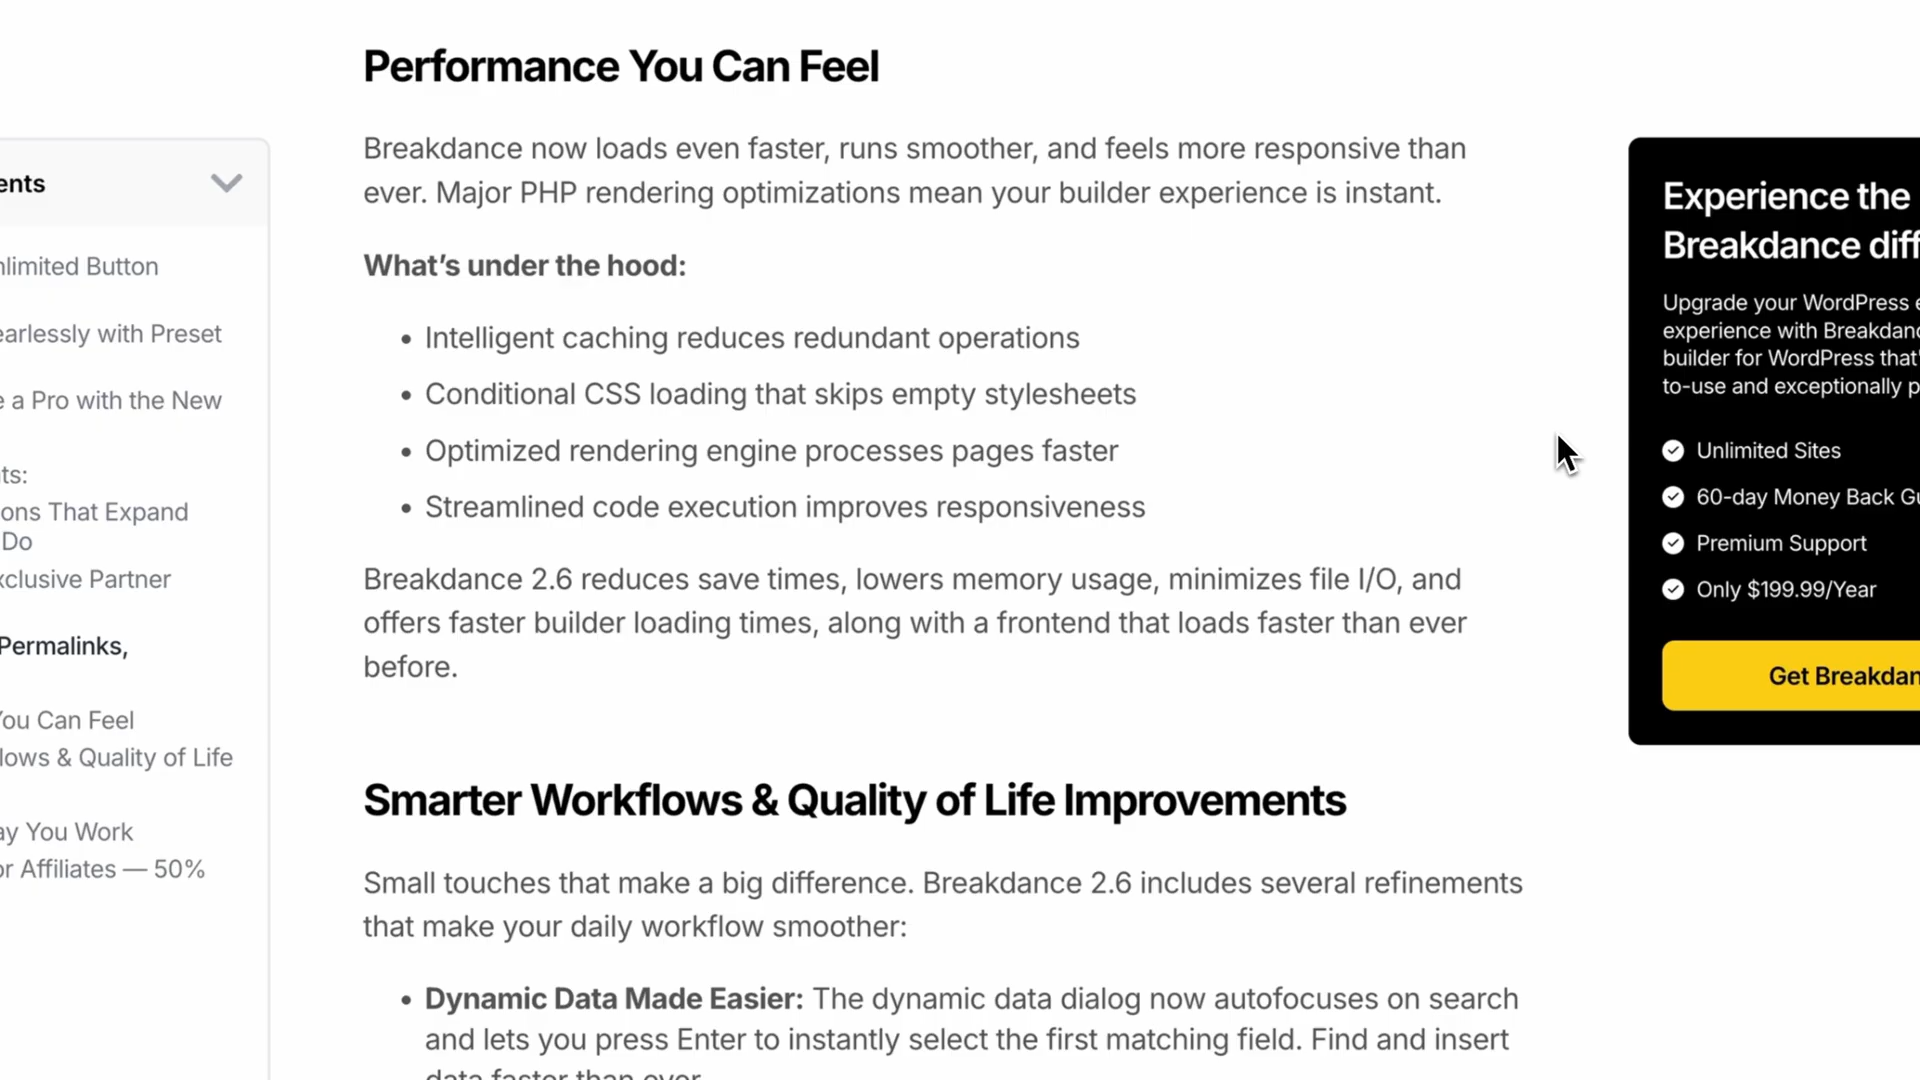 Performance You Can Feel
Breakdance now loads even faster, runs smoother, and feels more responsive than
ever. Major PHP rendering optimizations mean your builder experience is instant.
What’s under the hood:
• Intelligent caching reduces redundant operations
• Conditional CSS loading that skips empty stylesheets
• Optimized rendering engine processes pages faster
• Streamlined code execution improves responsiveness
Breakdance 2.6 reduces save times, lowers memory usage, minimizes file I/O, and
offers faster builder loading times, along with a frontend that loads faster than ever
before.
Smarter Workflows & Quality of Life Improvements
Small touches that make a big difference. Breakdance 2.6 includes several refinements
that make your daily workflow smoother:
• Dynamic Data Made Easier: The dynamic data dialog now autofocuses on search
and lets you press Enter to instantly select the first matching field. Find and insert
data faster than ever
ents
nlimited Button
earlessly with Preset
e a Pro with the New
ts:
ons That Expand
Do
xclusive Partner
Permalinks,
You Can Feel
lows & Quality of Life
ay You Work
or Affiliates — 50%
Experience the
Breakdance diff
Upgrade your WordPress e
experience with Breakdanc
builder for WordPress that'
to-use and exceptionally p
Unlimited Sites
60-day Money Back Gu
Premium Support
Only $199.99/Year
Get Breakdan